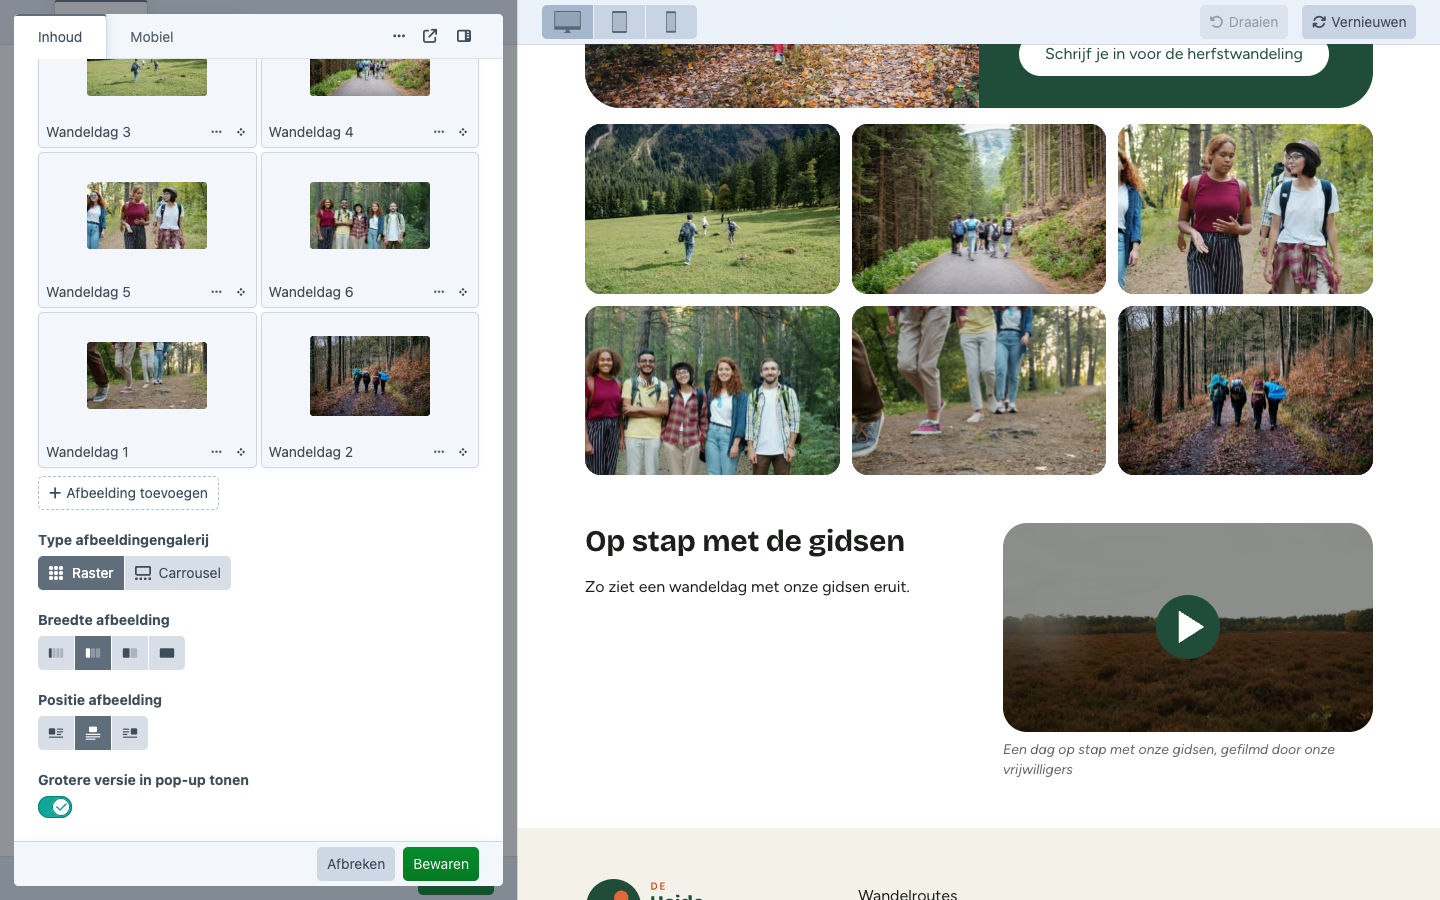 Inhoud
Mobiel
Draaien
Vernieuwen
Wandeldag 3
Wandeldag 4
Wandeldag 5
Wandeldag 6
Wandeldag 1
Wandeldag 2
Afbeelding toevoegen
Type afbeeldingengalerij
Raster
Carrousel
Breedte afbeelding
Positie afbeelding
Grotere versie in pop-up tonen
Afbreken
Bewaren
Schrijf je in voor de herfstwandeling
Op stap met de gidsen
Zo ziet een wandeldag met onze gidsen eruit.
Een dag op stap met onze gidsen, gefilmd door onze
vrijwilligers
DE
Wandelroutes